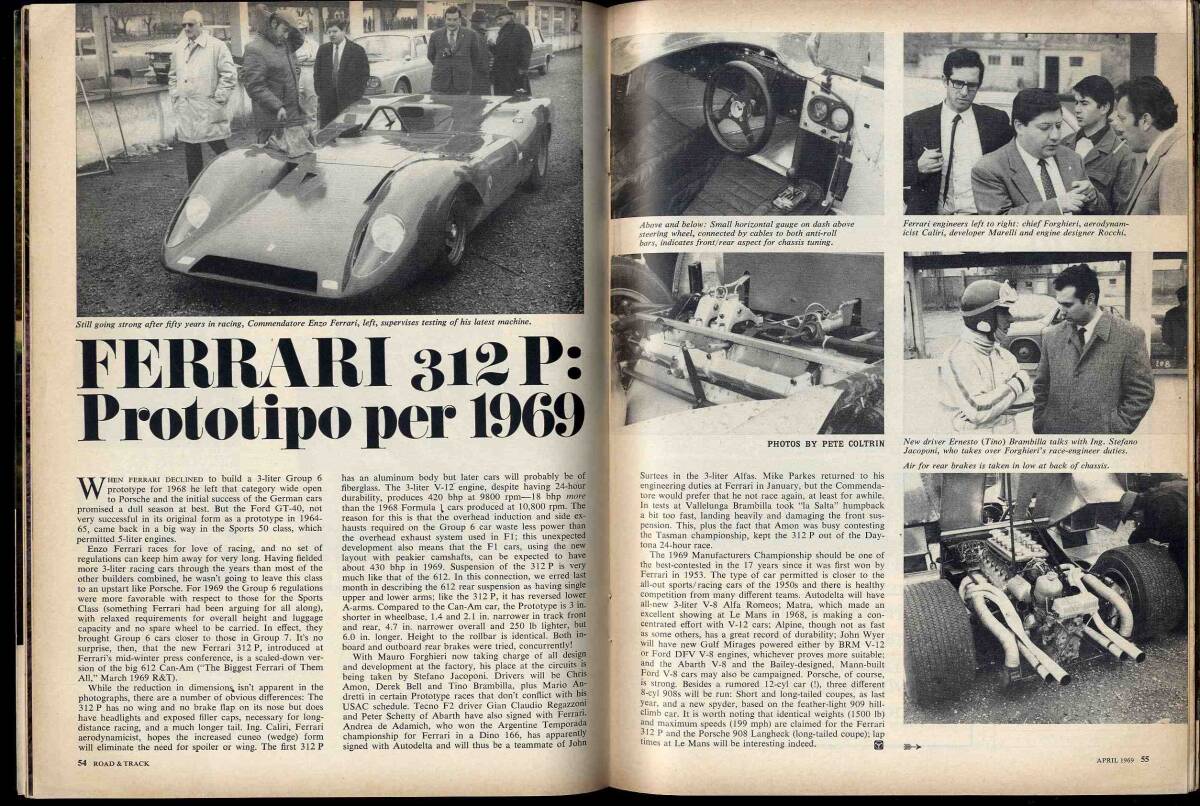 Still going strong after fifty years in racing, Commendatore Enzo Ferrari, left, supervises testing of his latest machine.
FERRARI 312 P:
Prototipo per 1969
WHEN FERRARI DECLINED to build a 3-liter Group 6
prototype for 1968 he left that category wide open
to Porsche and the initial success of the German cars
promised a dull season at best. But the Ford GT-40, not
very successful in its original form as a prototype in 1964-
65, came back in a big way in the Sports 50 class, which
permitted 5-liter engines.
Enzo Ferrari races for love of racing, and no set of
regulations can keep him away for very long. Having fielded
more 3-liter racing cars through the years than most of the
other builders combined, he wasn't going to leave this class
to an upstart like Porsche. For 1969 the Group 6 regulations
were more favorable with respect to those for the Sports
Class (something Ferrari had been arguing for all along),
with relaxed requirements for overall height and luggage
capacity and no spare wheel to be carried. In effect, they
brought Group 6 cars closer to those in Group 7. It's no
surprise, then, that the new Ferrari 312 P, introduced at
Ferrari's mid-winter press conference, is a scaled-down ver-
sion of the big 612 Can-Am ("The Biggest Ferrari of Them
All," March 1969 R&T).
While the reduction in dimensions isn't apparent in the
photographs, there are a number of obvious differences: The
312 P has no wing and no brake flap on its nose but does
have headlights and exposed filler caps, necessary for long-
distance racing, and a much longer tail. Ing. Caliri, Ferrari
aerodynamicist, hopes the increased cuneo (wedge) form
will eliminate the need for spoiler or wing. The first 312 P
has an aluminum body but later cars will probably be of
fiberglass. The 3-liter V-12 engine, despite having 24-hour
durability, produces 420 bhp at 9800 rpm—18 bhp more
than the 1968 Formula 1 cars produced at 10,800 rpm. The
reason for this is that the overhead induction and side ex-
hausts required on the Group 6 car waste less power than
the overhead exhaust system used in F1; this unexpected
development also means that the F1 cars, using the new
layout with peakier camshafts, can be expected to have
about 430 bhp in 1969. Suspension of the 312 P is very
much like that of the 612. In this connection, we erred last
month in describing the 612 rear suspension as having single
upper and lower arms; like the 312 P, it has reversed lower
A-arms. Compared to the Can-Am car, the Prototype is 3 in.
shorter in wheelbase, 1.4 and 2.1 in. narrower in track front
and rear, 4.7 in. narrower overall and 250 lb lighter, but
6.0 in. longer. Height to the rollbar is identical. Both in-
board and outboard rear brakes were tried, concurrently!
With Mauro Forghieri now taking charge of all design
and development at the factory, his place at the circuits is
being taken by Stefano Jacoponi. Drivers will be Chris
Amon, Derek Bell and Tino Brambilla, plus Mario An-
dretti in certain Prototype races that don't conflict with his
USAC schedule. Tecno F2 driver Gian Claudio Regazzoni
and Peter Schetty of Abarth have also signed with Ferrari.
Andrea de Adamich, who won the Argentine Temporada
championship for Ferrari in a Dino 166, has apparently
signed with Autodelta and will thus be a teammate of John
54 ROAD & TRACK
Above and below: Small horizontal gauge on dash above
steering wheel, connected by cables to both anti-roll
bars, indicates front/rear aspect for chassis tuning.
Ferrari engineers left to right: chief Forghieri, aerodynam-
icist Caliri, developer Marelli and engine designer Rocchi.
PHOTOS BY PETE COLTRIN
New driver Ernesto (Tino) Brambilla talks with Ing. Stefano
Jacoponi, who takes over Forghieri's race-engineer duties.
Air for rear brakes is taken in low at back of chassis.
Surtees in the 3-liter Alfas. Mike Parkes returned to his
engineering duties at Ferrari in January, but the Commenda-
tore would prefer that he not race again, at least for awhile.
In tests at Vallelunga Brambilla took "la Salta" humpback
a bit too fast, landing heavily and damaging the front sus-
pension. This, plus the fact that Amon was busy contesting
the Tasman championship, kept the 312 P out of the Day-
tona 24-hour race.
The 1969 Manufacturers Championship should be one of
the best-contested in the 17 years since it was first won by
Ferrari in 1953. The type of car permitted is closer to the
all-out sports/racing cars of the 1950s and there is healthy
competition from many different teams. Autodelta will have
all-new 3-liter V-8 Alfa Romeos; Matra, which made an
excellent showing at Le Mans in 1968, is making a con-
centrated effort with V-12 cars; Alpine, though not as fast
as some others, has a great record of durability; John Wyer
will have new Gulf Mirages powered either by BRM V-12
or Ford DFV V-8 engines, whichever proves more suitable;
and the Abarth V-8 and the Bailey-designed, Mann-built
Ford V-8 cars may also be campaigned. Porsche, of course,
is strong. Besides a rumored 12-cyl car (!), three different
8-cyl 908s will be run: Short and long-tailed coupes, as last
year, and a new spyder, based on the feather-light 909 hill-
climb car. It is worth noting that identical weights (1500 lb)
and maximum speeds (199 mph) are claimed for the Ferrari
312 P and the Porsche 908 Langheck (long-tailed coupe); lap
times at Le Mans will be interesting indeed.
APRIL 1969 55